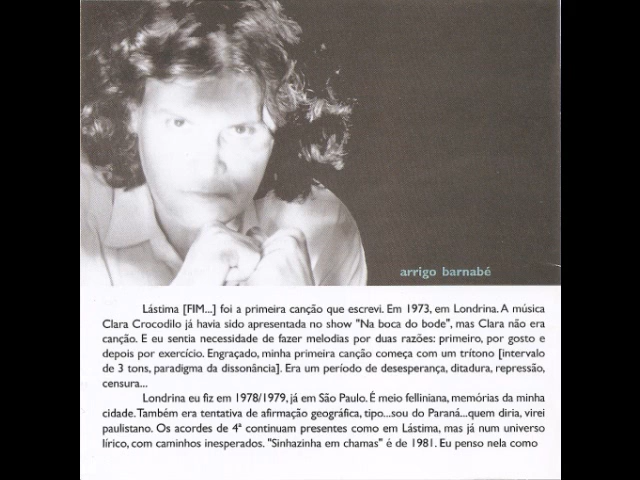 arrigo barnabé
Lástima [FIM...] foi a primeira canção que escrevi. Em 1973, em Londrina. A música
Clara Crocodilo já havia sido apresentada no show "Na boca do bode", mas Clara não era
canção. E eu sentia necessidade de fazer melodias por duas razões: primeiro, por gosto e
depois por exercício. Engraçado, minha primeira canção começa com um trítono [intervalo
de 3 tons, paradigma da dissonância]. Era um período de desesperança, ditadura, repressão,
censura...
Londrina eu fiz em 1978/1979, já em São Paulo. É meio felliniana, memórias da minha
cidade. Também era tentativa de afirmação geográfica, tipo...sou do Paraná...quem diria, virei
paulistano. Os acordes de 4ª continuam presentes como em Lástima, mas já num universo
lírico, com caminhos inesperados. "Sinhazinha em chamas" é de 1981. Eu penso nela como